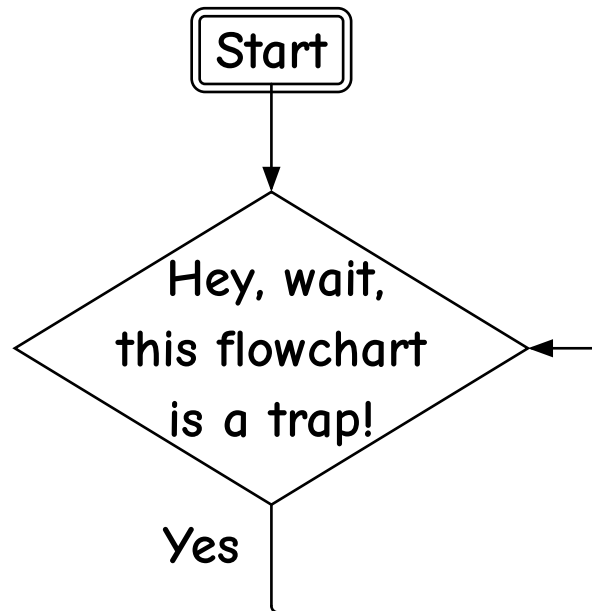 Start
Hey, wait,
this flowchart
is a trap!
Yes